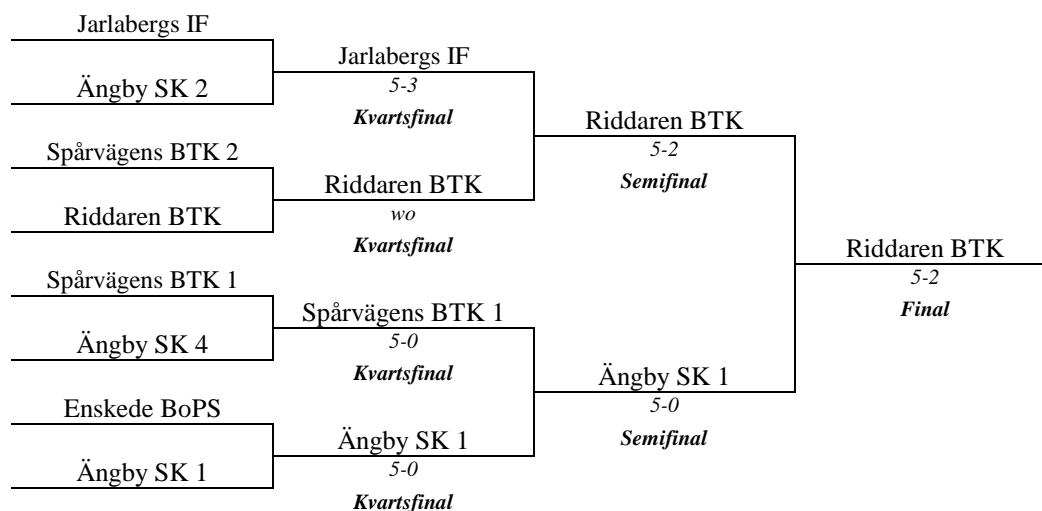 Jarlabergs IF
Ängby SK 2
Spårvägens BTK 2
Riddaren BTK
Spårvägens BTK 1
Ängby SK 4
Enskede BoPS
Ängby SK 1
Jarlabergs IF
5-3
Kvartsfinal
Riddaren BTK
wo
Kvartsfinal
Spårvägens BTK 1
5-0
Kvartsfinal
Ängby SK 1
5-0
Kvartsfinal
Riddaren BTK
5-2
Semifinal
Ängby SK 1
5-0
Semifinal
Riddaren BTK
5-2
Final